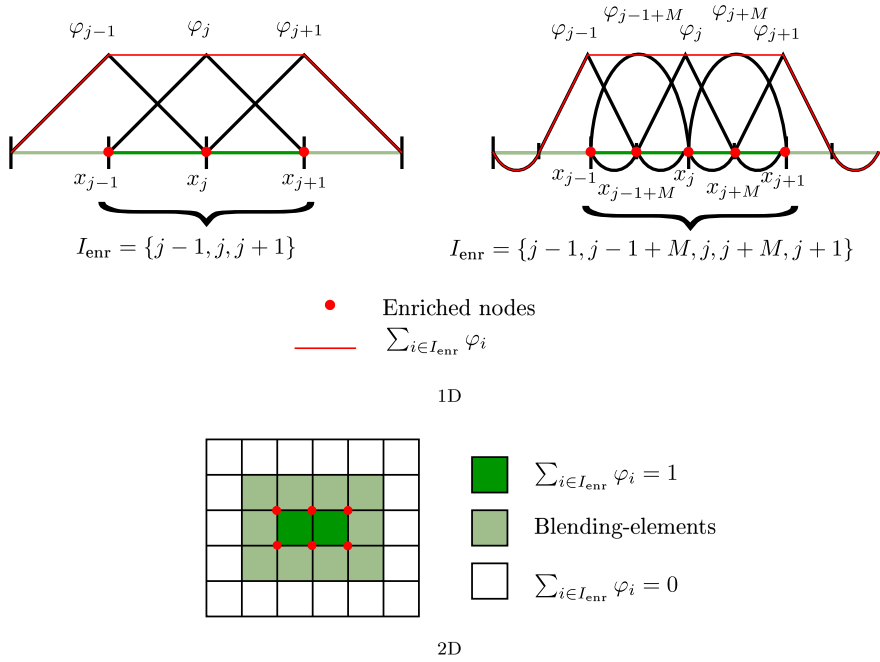 φ_{j−1} φ_j φ_{j+1}
x_{j−1} x_j x_{j+1}
I_enr = {j − 1, j, j + 1}
φ_{j−1+M} φ_{j+M}
φ_{j−1} φ_j φ_{j+1}
x_{j−1} x_j x_{j+1}
x_{j−1+M} x_{j+M}
I_enr = {j − 1, j − 1 + M, j, j + M, j + 1}
Enriched nodes
∑_{i∈I_enr} φ_i
1D
∑_{i∈I_enr} φ_i = 1
Blending-elements
∑_{i∈I_enr} φ_i = 0
2D